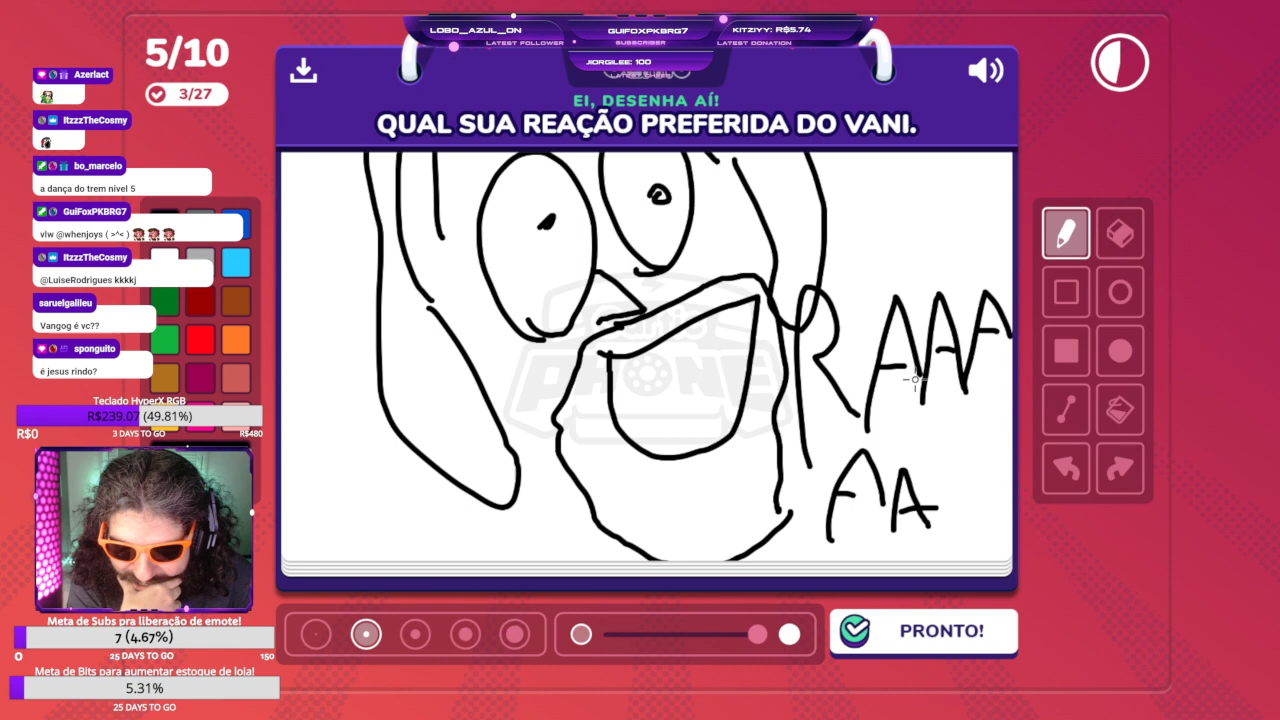 LOBO__AZUL_ON
LATEST FOLLOWER
GUIFOXPKBRG7
SUBSCRIBER
KITZIYY: R$5.74
LATEST DONATION
JIORGILEE: 100
5/10
3/27
EI, DESENHA AÍ!
QUAL SUA REAÇÃO PREFERIDA DO VANI.
Azerlact
ItzzzTheCosmy
bo_marcelo
a dança do trem nivel 5
GuiFoxPKBRG7
vlw @whenjoys ( >^< )
ItzzzTheCosmy
@LuiseRodrigues kkkkj
saruelgalileu
Vangog é vc??
sponguito
é jesus rindo?
Teclado HyperX RGB
R$239.07 (49.81%)
R$0
3 DAYS TO GO
R$480
PHONE
RAAA
AA
Meta de Subs pra liberação de emote!
7 (4.67%)
0
25 DAYS TO GO
150
Meta de Bits para aumentar estoque de loja!
5.31%
25 DAYS TO GO
PRONTO!